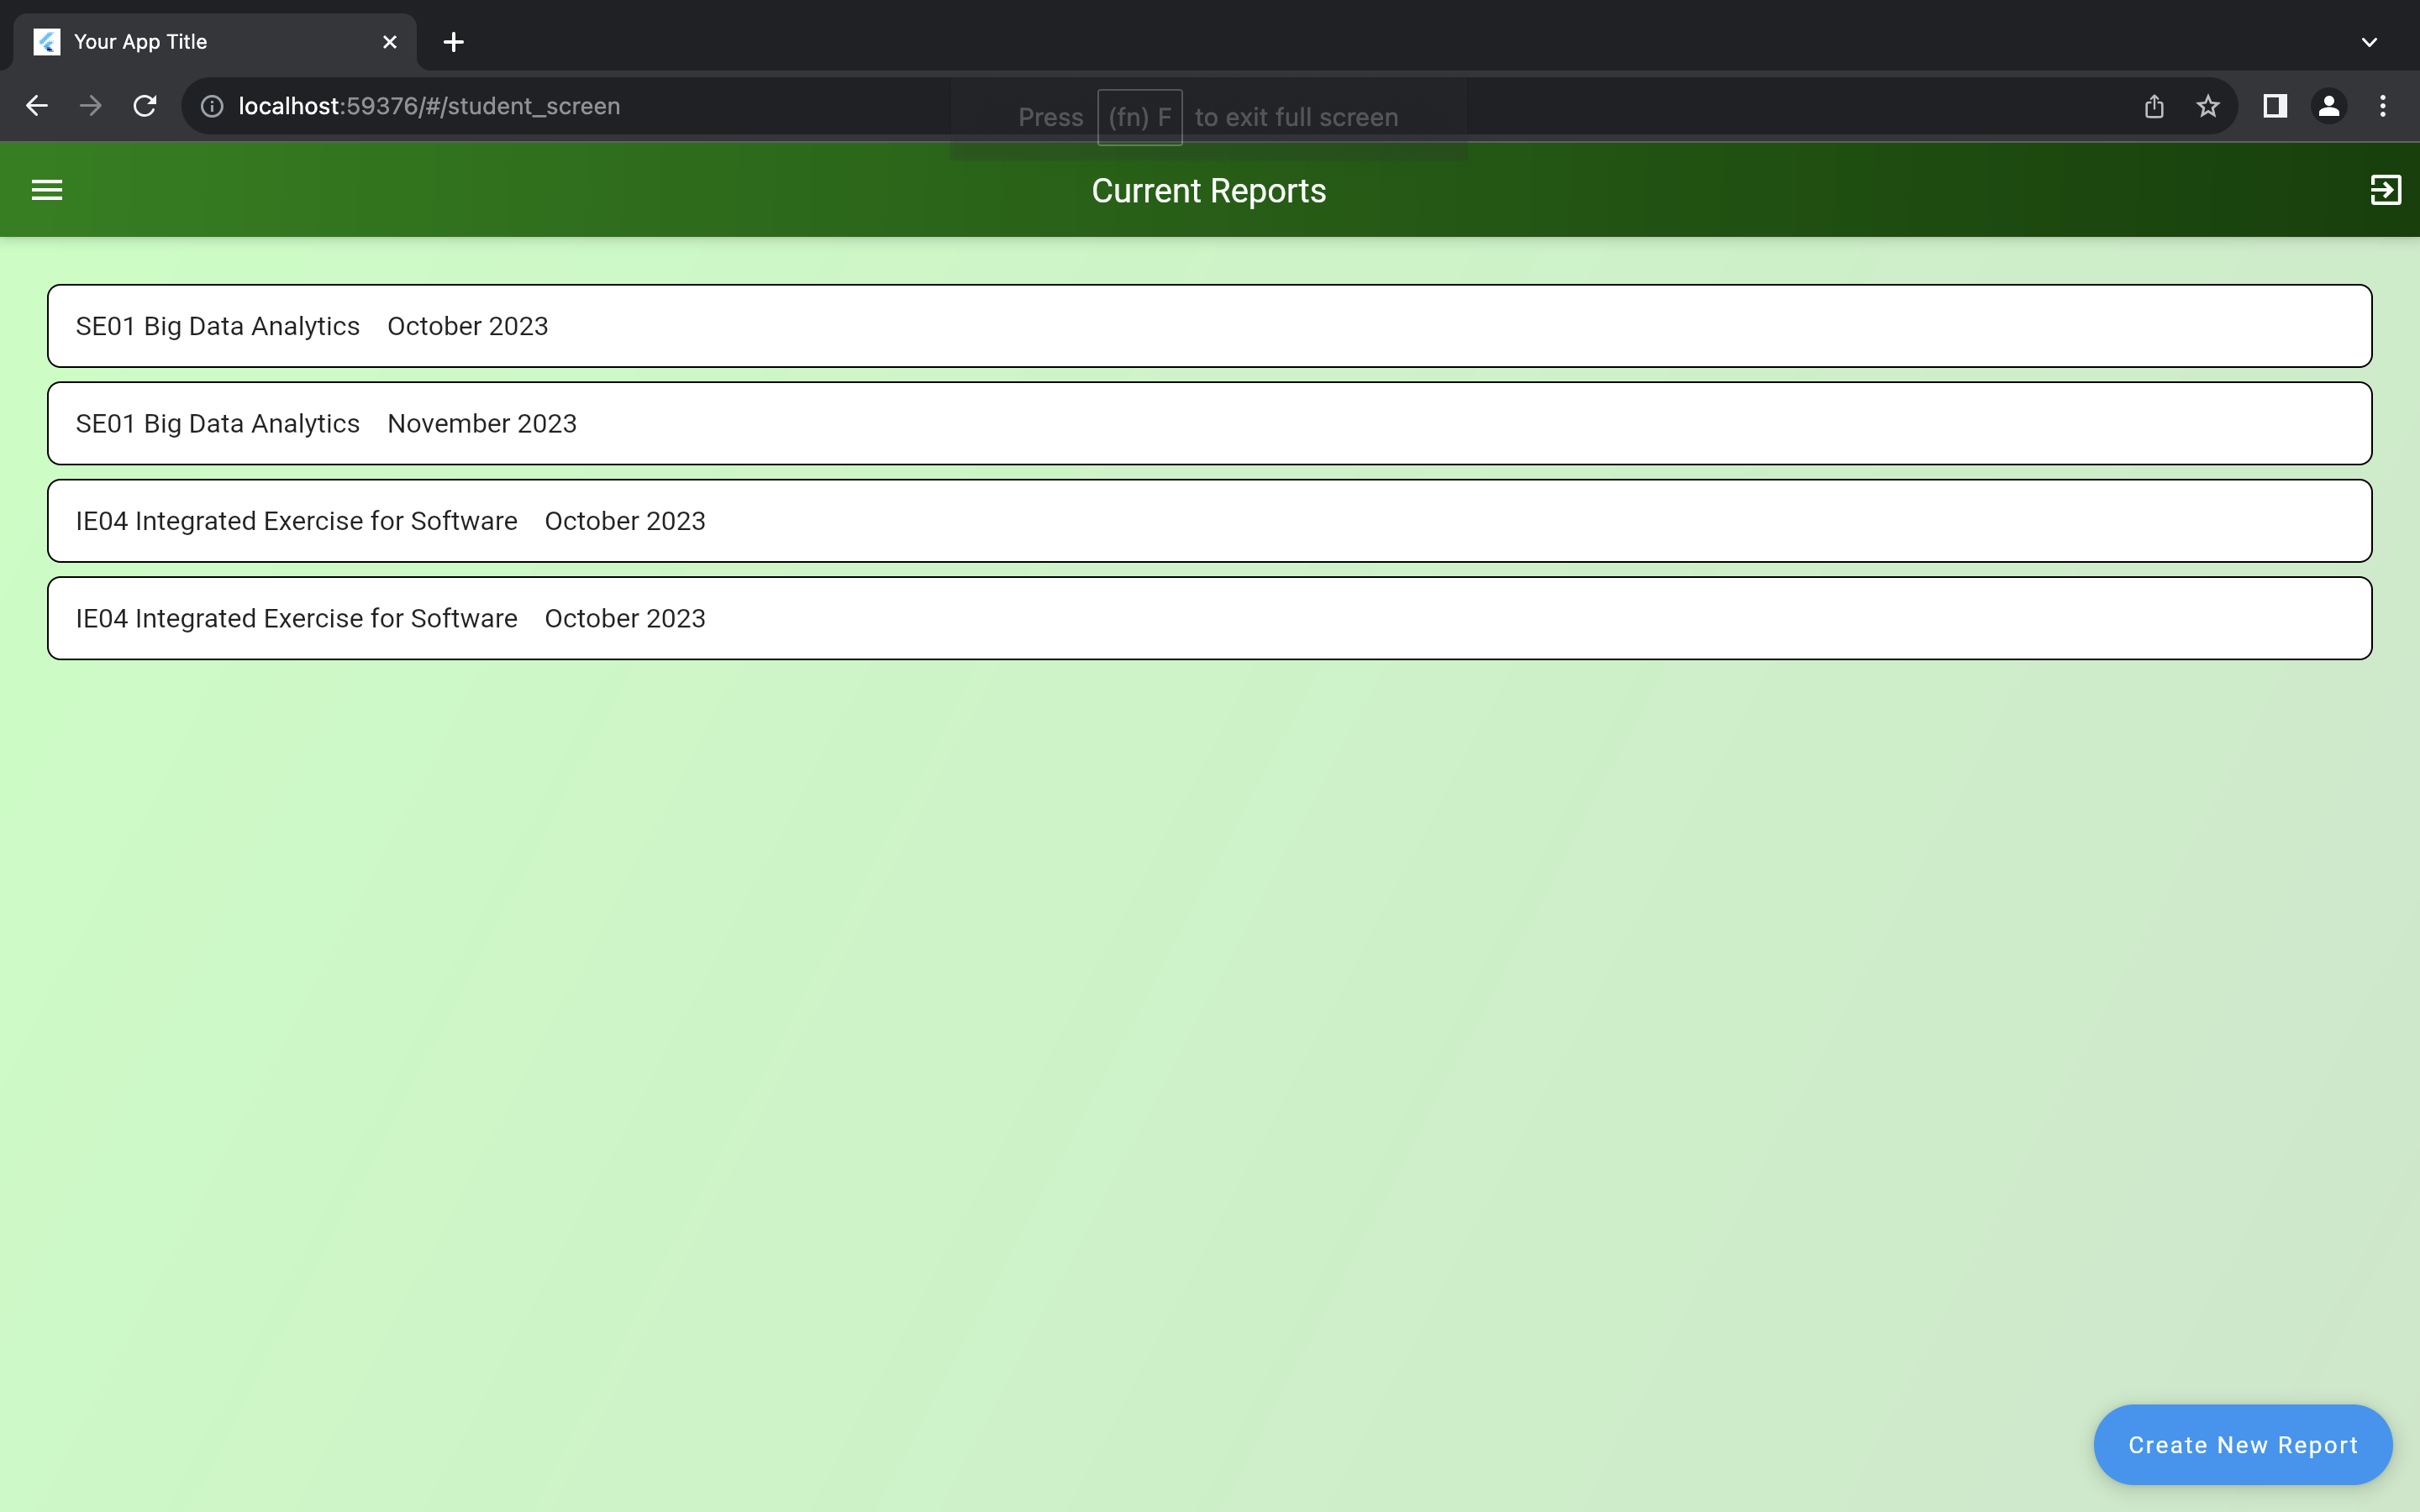 Your App Title
localhost:59376/#/student_screen
Press (fn) F to exit full screen
Current Reports
SE01 Big Data Analytics October 2023
SE01 Big Data Analytics November 2023
IE04 Integrated Exercise for Software October 2023
IE04 Integrated Exercise for Software October 2023
Create New Report